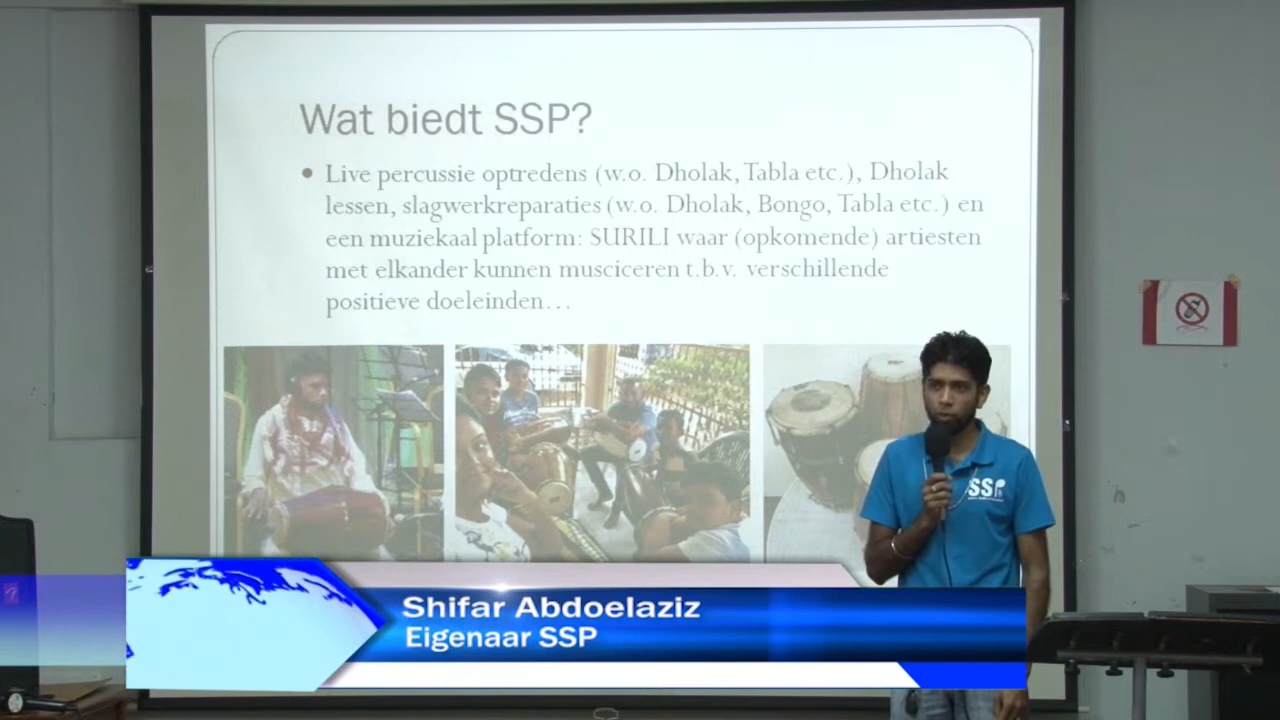 Wat biedt SSP?
• Live percussie optredens (w.o. Dholak, Tabla etc.), Dholak
lessen, slagwerkreparaties (w.o. Dholak, Bongo, Tabla etc.) en
een muziekaal platform: SURILI waar (opkomende) artiesten
met elkander kunnen musciceren t.b.v. verschillende
positieve doeleinden...
SSP
Shifar Abdoelaziz
Eigenaar SSP